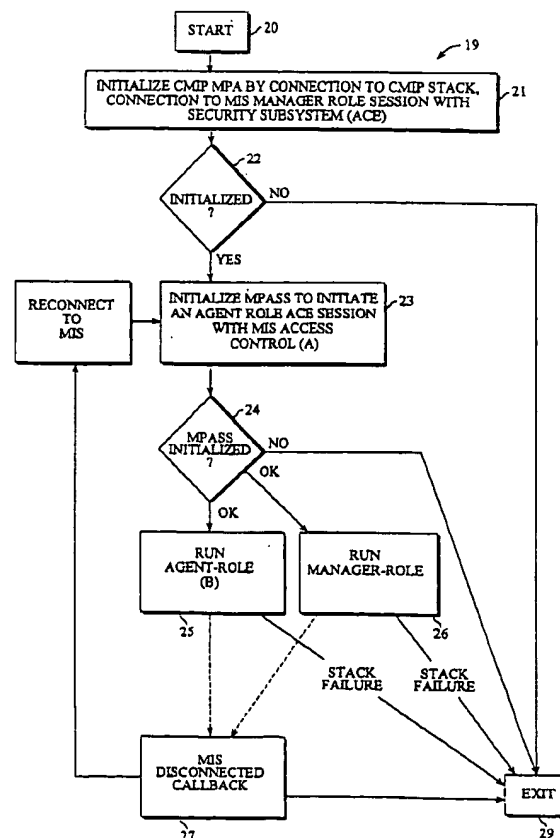 START
20
19
INITIALIZE CMIP MPA BY CONNECTION TO CMIP STACK,
CONNECTION TO MIS MANAGER ROLE SESSION WITH
SECURITY SUBSYSTEM (ACE)
21
22
INITIALIZED
?
NO
YES
RECONNECT
TO
MIS
INITIALIZE MPASS TO INITIATE
AN AGENT ROLE ACE SESSION
WITH MIS ACCESS
CONTROL (A)
23
24
MPASS
INITIALIZED
?
NO
OK
OK
RUN
AGENT-ROLE
(B)
25
RUN
MANAGER-ROLE
26
STACK
FAILURE
STACK
FAILURE
MIS
DISCONNECTED
CALLBACK
27
EXIT
29